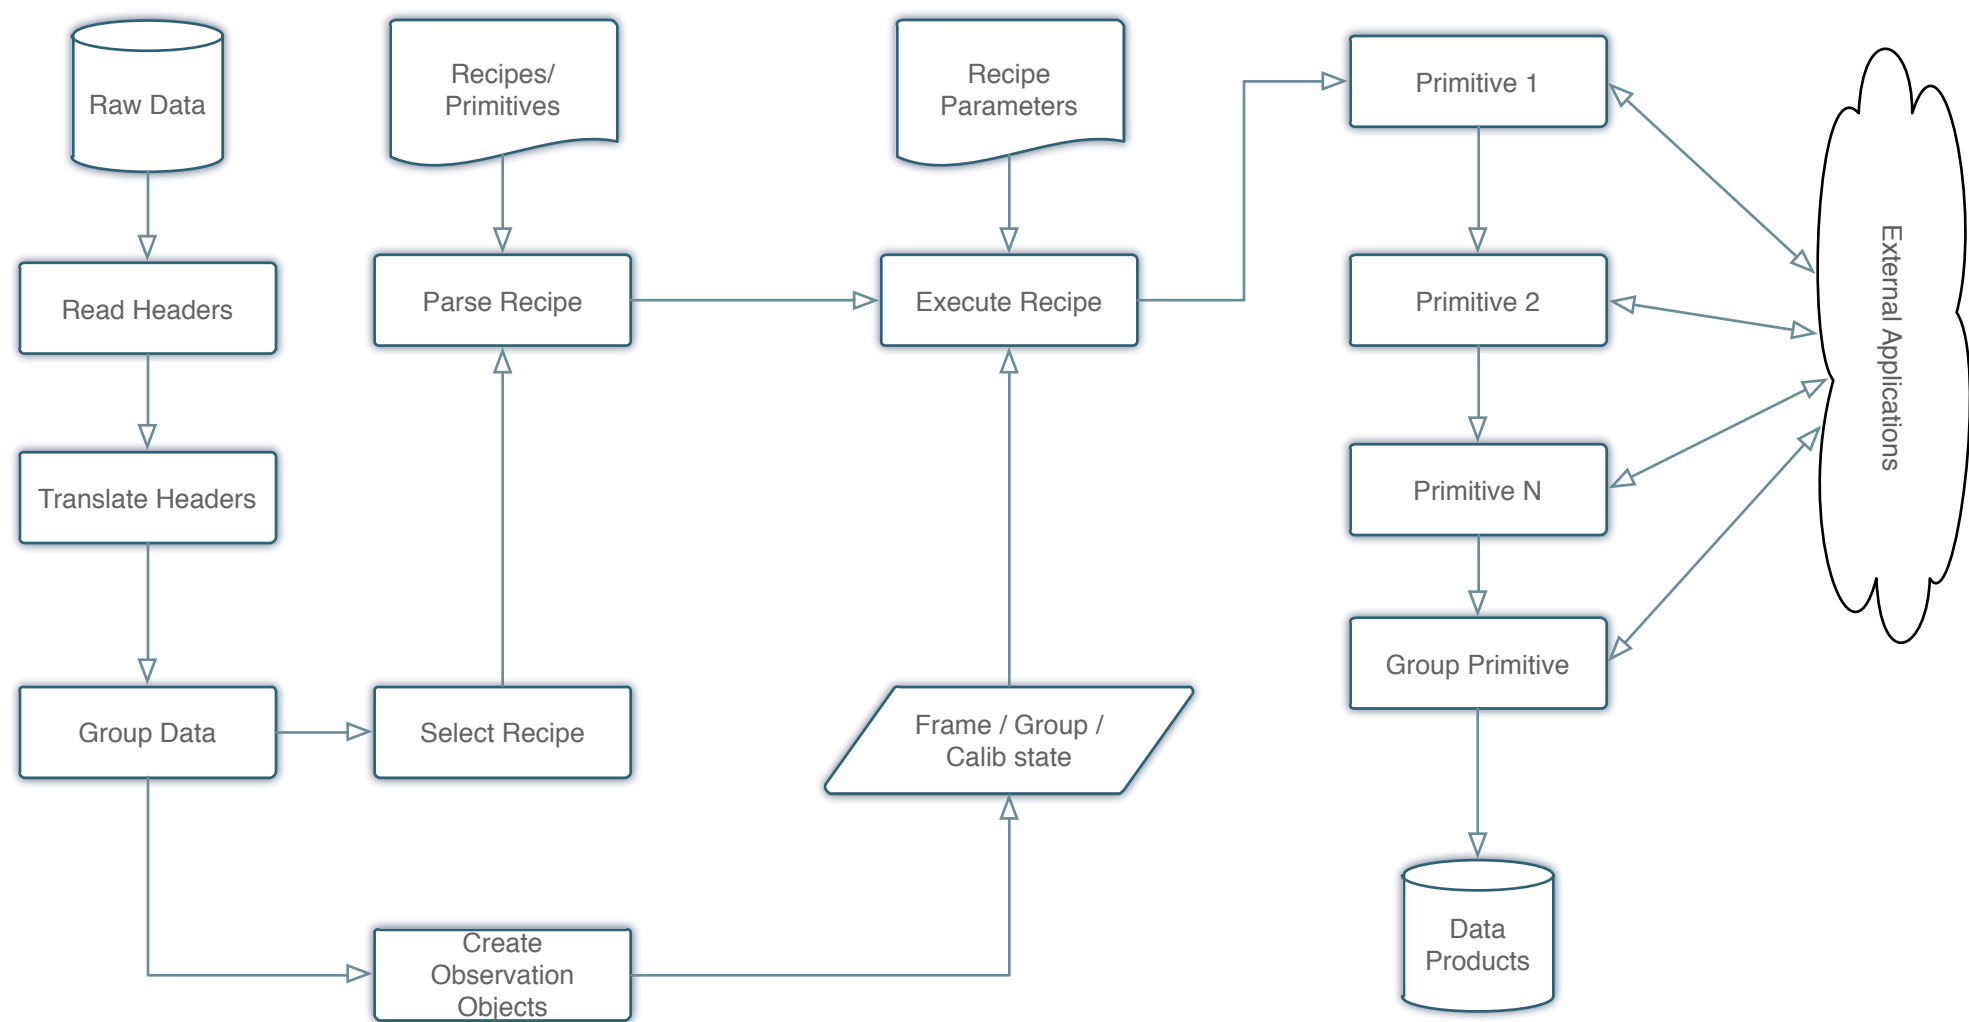 Raw Data
Recipes/
Primitives
Recipe
Parameters
Primitive 1
Read Headers
Parse Recipe
Execute Recipe
Primitive 2
External Applications
Translate Headers
Primitive N
Group Data
Select Recipe
Frame / Group /
Calib state
Group Primitive
Create
Observation
Objects
Data
Products